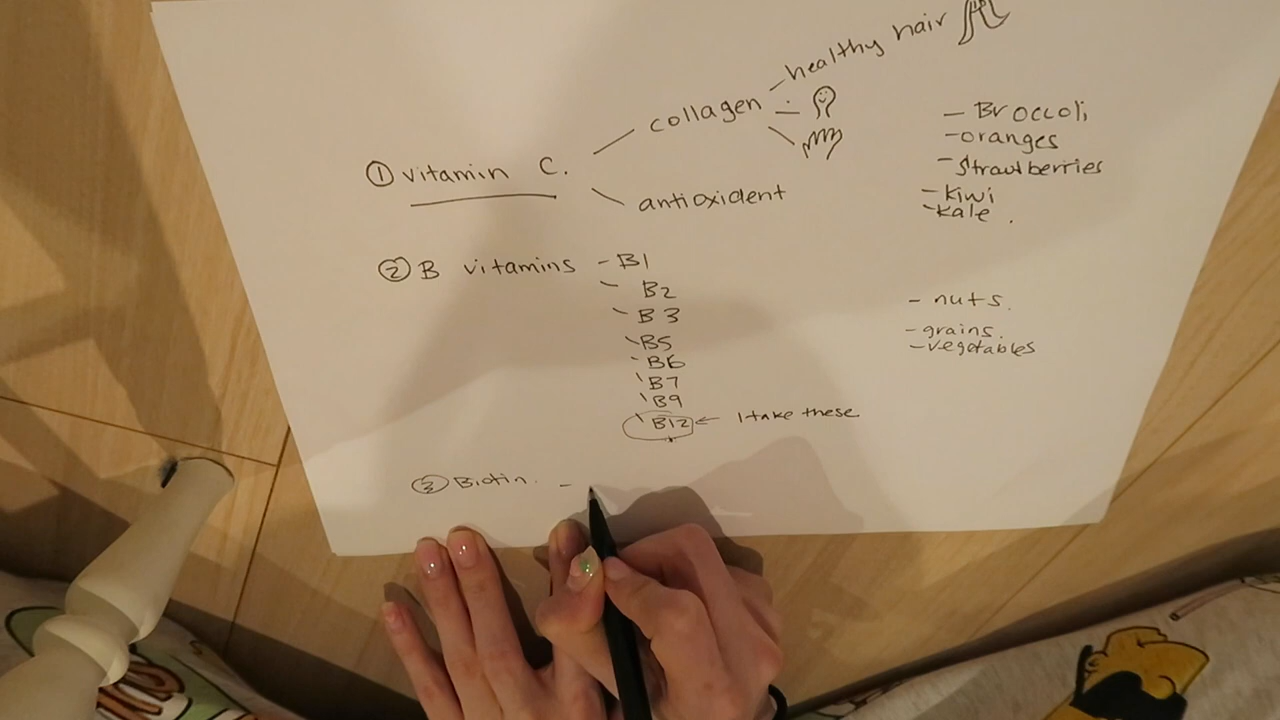 - healthy hair
collagen
① vitamin C.
antioxident
- Broccoli
- oranges
- Strawberries
- kiwi
- kale.
② B vitamins - B1
- B2
- B3
- B5
- B6
- B7
- B9
- B12 ← I take these
- nuts.
- grains.
- vegetables
③ Biotin. -